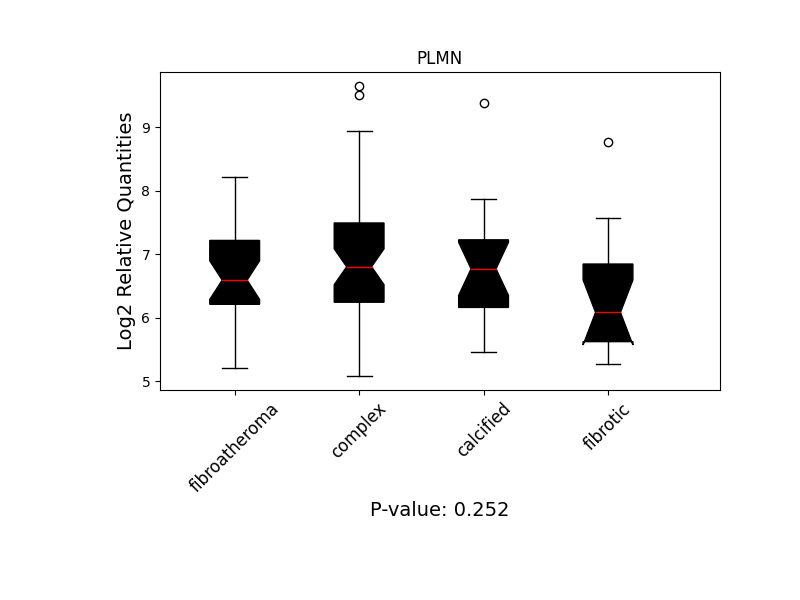 PLMN
Log2 Relative Quantities
9
8
7
6
5
fibroatheroma
complex
calcified
fibrotic
P-value: 0.252